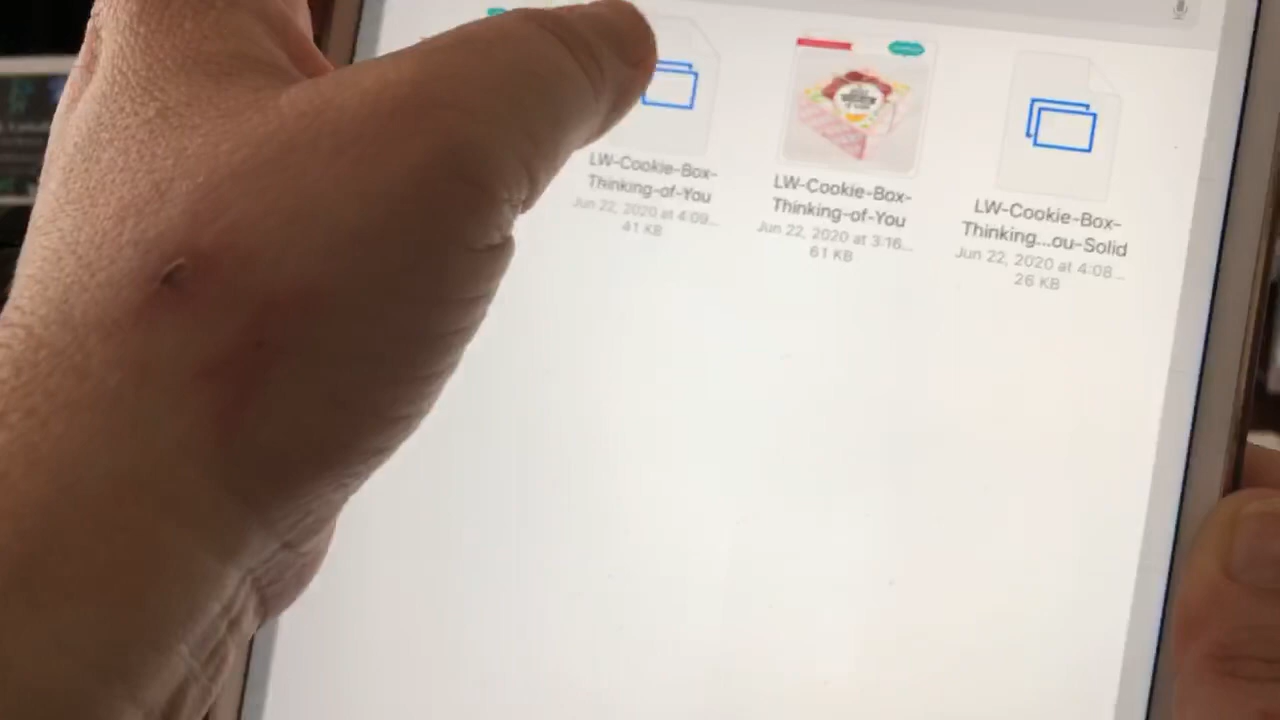 LW-Cookie-Box-
Thinking-of-You
Jun 22, 2020 at 4:09...
41 KB
LW-Cookie-Box-
Thinking-of-You
Jun 22, 2020 at 3:16...
61 KB
LW-Cookie-Box-
Thinking...ou-Solid
Jun 22, 2020 at 4:08...
26 KB